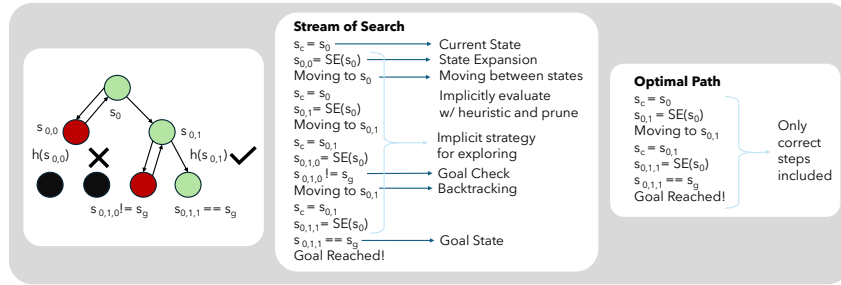 s0
s0,0
s0,1
h(s0,0)
h(s0,1)
s0,1,0!= sg
s0,1,1 == sg
Stream of Search
sc = s0
s0,0= SE(s0)
Moving to s0
sc = s0
s0,1= SE(s0)
Moving to s0,1
sc = s0,1
s0,1,0= SE(s0)
s0,1,0 != sg
Moving to s0,1
sc = s0,1
s0,1,1= SE(s0)
s0,1,1 == sg
Goal Reached!
Current State
State Expansion
Moving between states
Implicitly evaluate
w/ heuristic and prune
Implicit strategy
for exploring
Goal Check
Backtracking
Goal State
Optimal Path
sc = s0
s0,1 = SE(s0)
Moving to s0,1
sc = s0,1
s0,1,1= SE(s0)
s0,1,1 == sg
Goal Reached!
Only
correct
steps
included